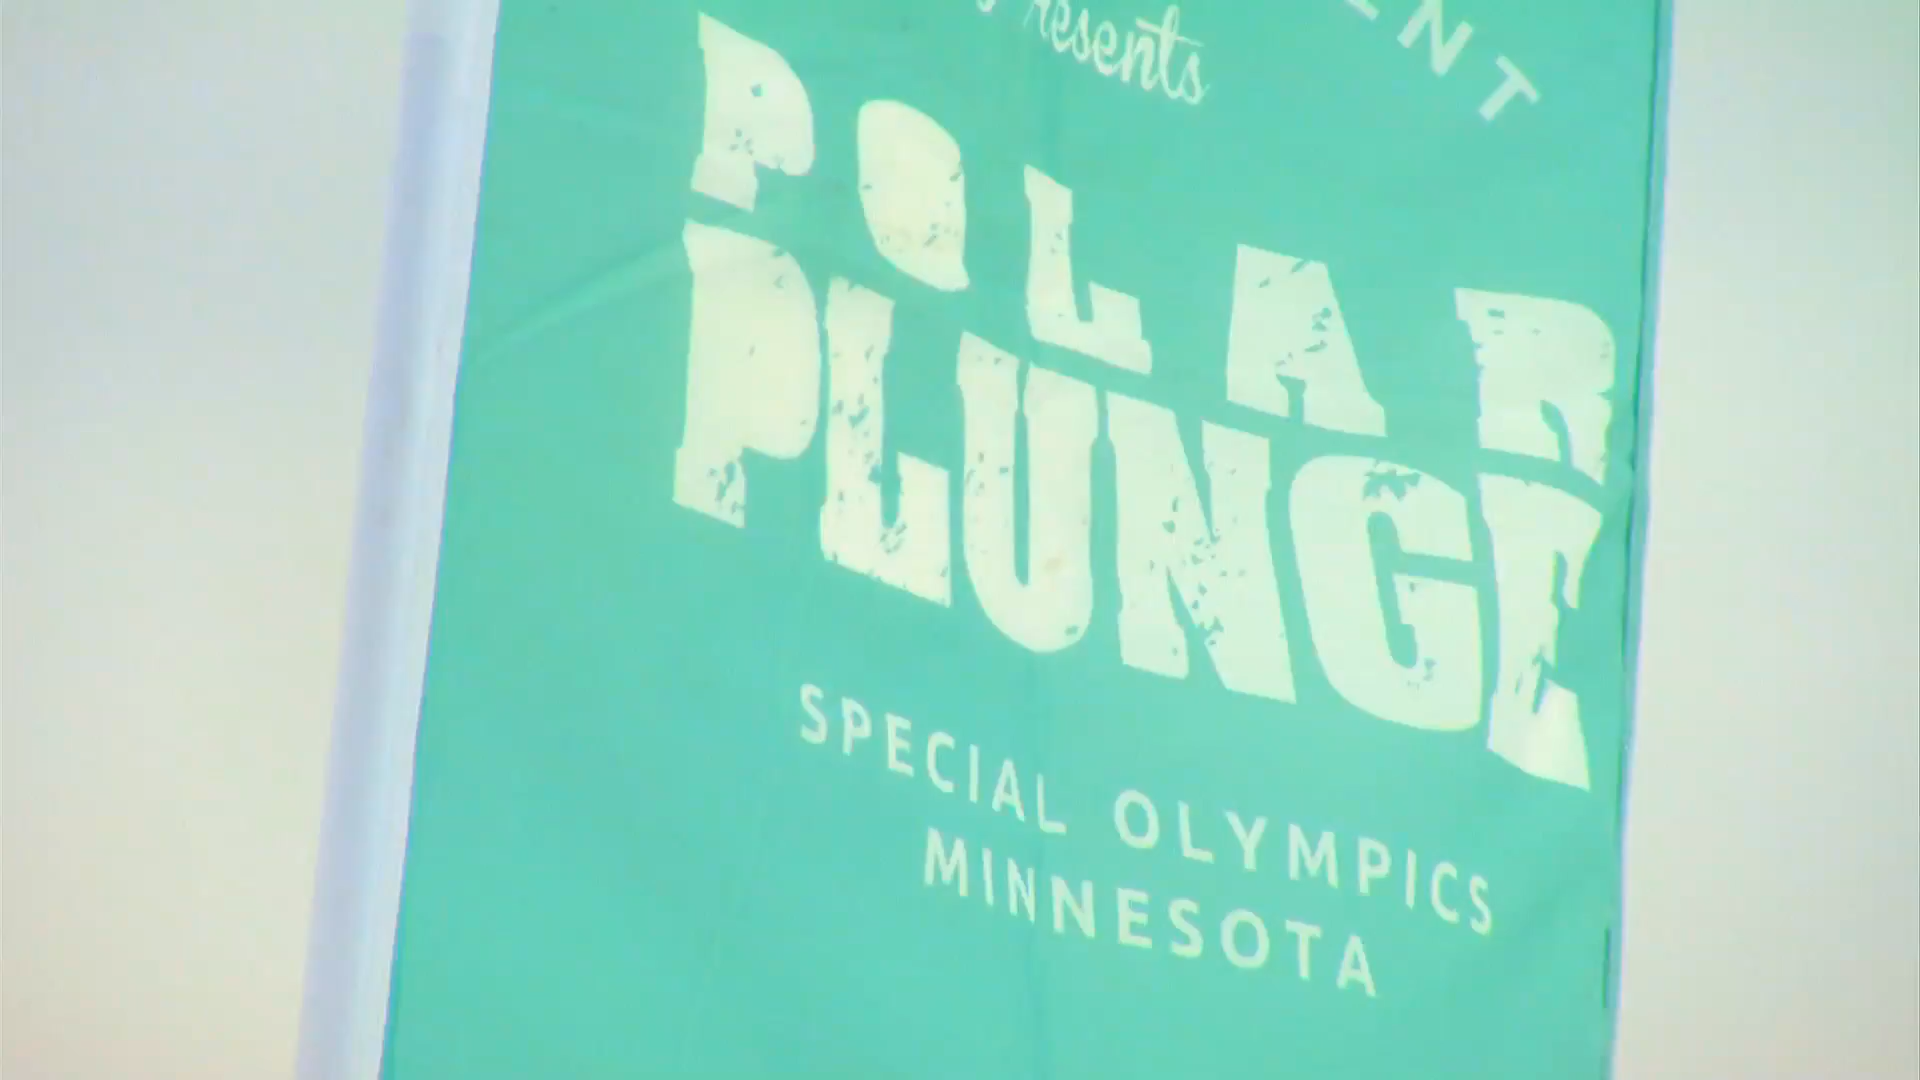 Presents
POLAR
PLUNGE
SPECIAL OLYMPICS
MINNESOTA